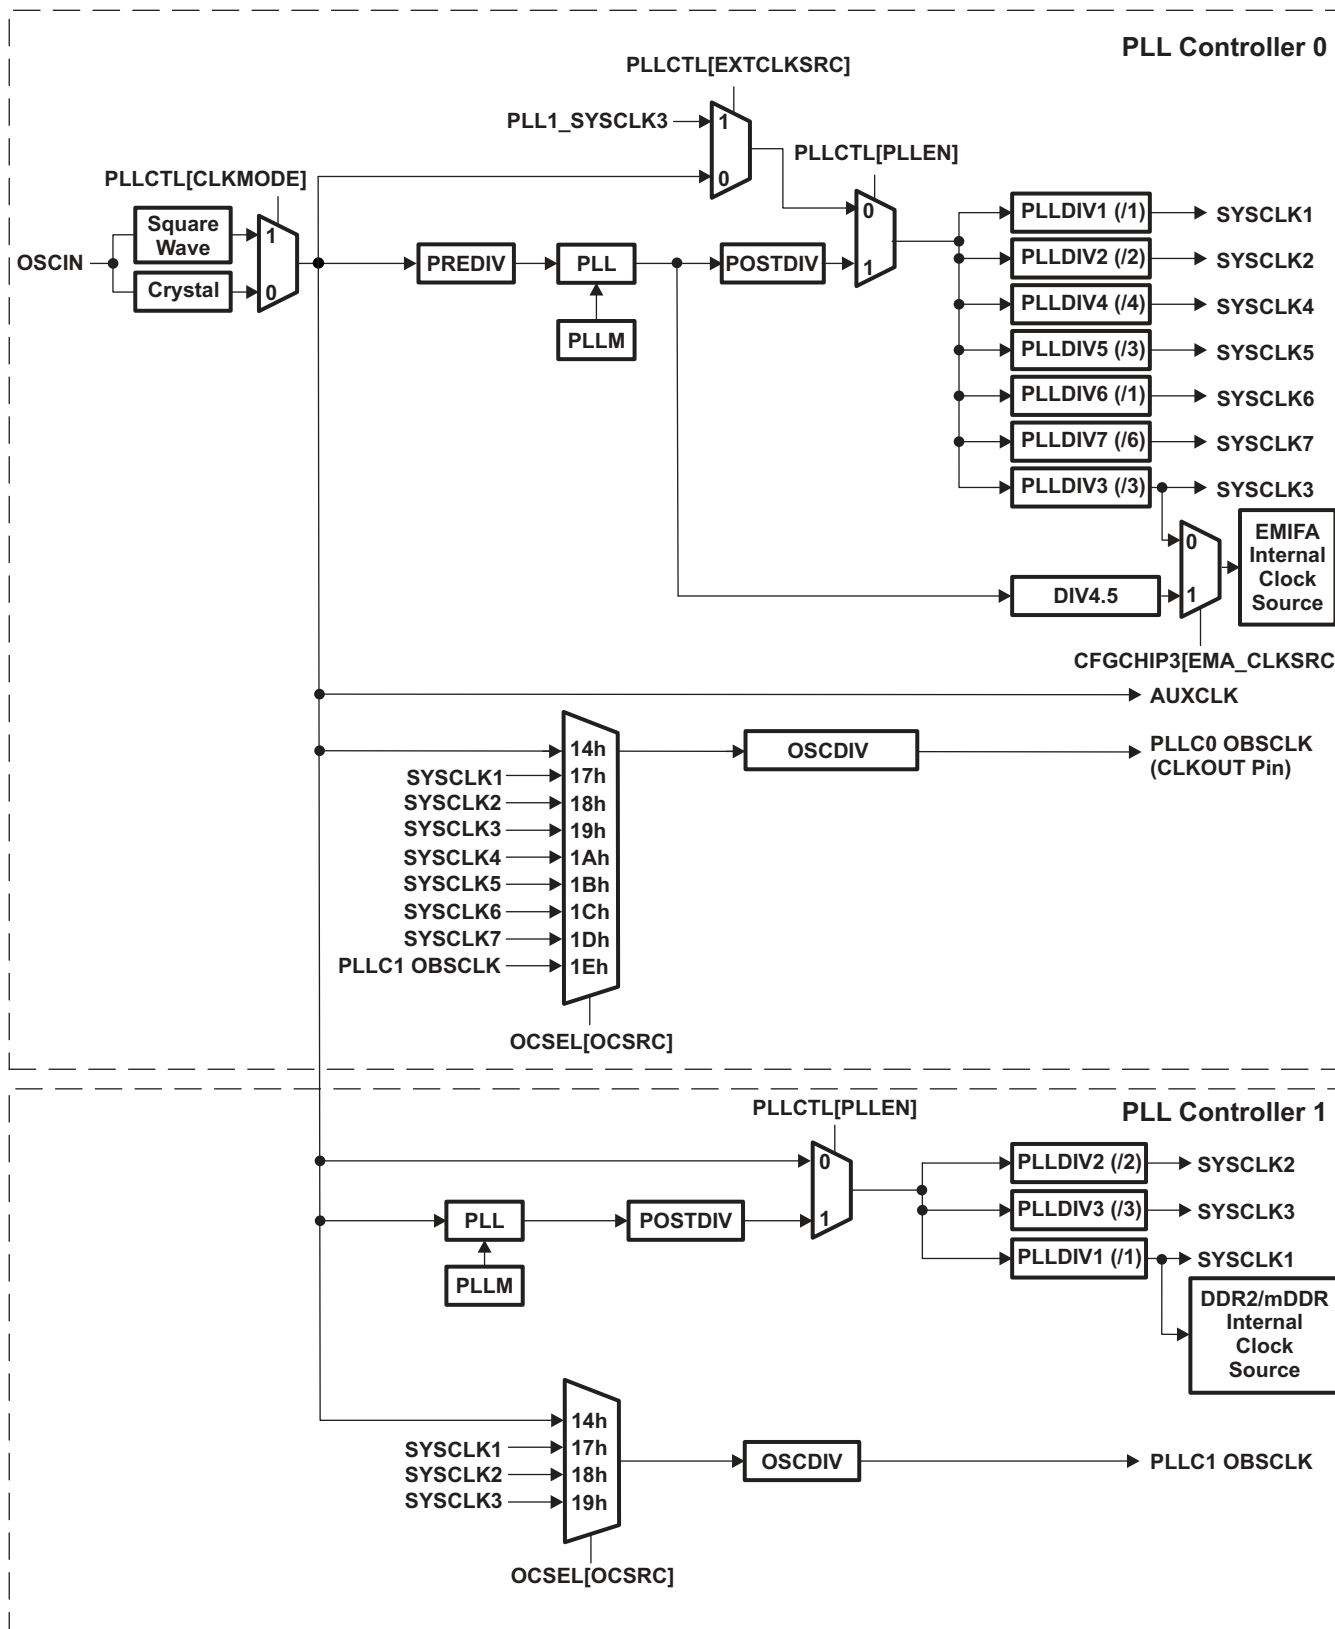 PLL Controller 0
PLLCTL[EXTCLKSRC]
PLL1_SYSCLK3
1
0
PLLCTL[PLLEN]
0
1
PLLCTL[CLKMODE]
OSCIN
Square
Wave
Crystal
1
0
PREDIV
PLL
POSTDIV
PLLM
PLLDIV1 (/1)
SYSCLK1
PLLDIV2 (/2)
SYSCLK2
PLLDIV4 (/4)
SYSCLK4
PLLDIV5 (/3)
SYSCLK5
PLLDIV6 (/1)
SYSCLK6
PLLDIV7 (/6)
SYSCLK7
PLLDIV3 (/3)
SYSCLK3
0
1
EMIFA
Internal
Clock
Source
DIV4.5
CFGCHIP3[EMA_CLKSRC
AUXCLK
14h
OSCDIV
PLLC0 OBSCLK
(CLKOUT Pin)
SYSCLK1
17h
SYSCLK2
18h
SYSCLK3
19h
SYSCLK4
1Ah
SYSCLK5
1Bh
SYSCLK6
1Ch
SYSCLK7
1Dh
PLLC1 OBSCLK
1Eh
OCSEL[OCSRC]
PLL Controller 1
PLLCTL[PLLEN]
0
1
PLL
POSTDIV
PLLM
PLLDIV2 (/2)
SYSCLK2
PLLDIV3 (/3)
SYSCLK3
PLLDIV1 (/1)
SYSCLK1
DDR2/mDDR
Internal
Clock
Source
14h
SYSCLK1
17h
SYSCLK2
18h
SYSCLK3
19h
OSCDIV
PLLC1 OBSCLK
OCSEL[OCSRC]